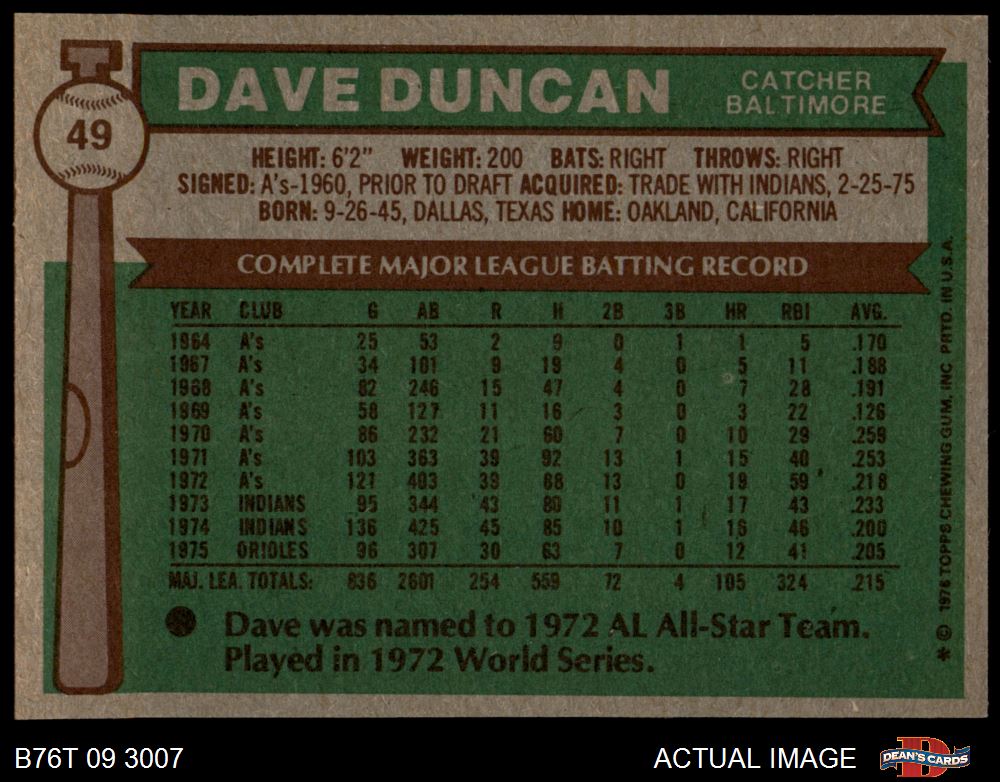 49
DAVE DUNCAN
CATCHER
BALTIMORE
HEIGHT: 6'2" WEIGHT: 200 BATS: RIGHT THROWS: RIGHT
SIGNED: A's-1960, PRIOR TO DRAFT ACQUIRED: TRADE WITH INDIANS, 2-25-75
BORN: 9-26-45, DALLAS, TEXAS HOME: OAKLAND, CALIFORNIA
COMPLETE MAJOR LEAGUE BATTING RECORD
YEAR CLUB G AB R H 2B 3B HR RBI AVG.
1964 A's 25 53 2 9 0 1 1 5 .170
1967 A's 34 101 9 19 4 0 5 11 .188
1968 A's 82 246 15 47 4 0 7 28 .191
1969 A's 58 127 11 16 3 0 3 22 .126
1970 A's 86 232 21 60 7 0 10 29 .259
1971 A's 103 363 39 92 13 1 15 40 .253
1972 A's 121 403 39 88 13 0 19 59 .218
1973 INDIANS 95 344 43 80 11 1 17 43 .233
1974 INDIANS 136 425 45 85 10 1 16 46 .200
1975 ORIOLES 96 307 30 63 7 0 12 41 .205
MAJ. LEA. TOTALS: 836 2601 254 559 72 4 105 324 .215
Dave was named to 1972 AL All-Star Team.
Played in 1972 World Series.
* © 1976 TOPPS CHEWING GUM, INC PRTD. IN U.S.A.
B76T 09 3007
ACTUAL IMAGE
DEAN'S CARDS